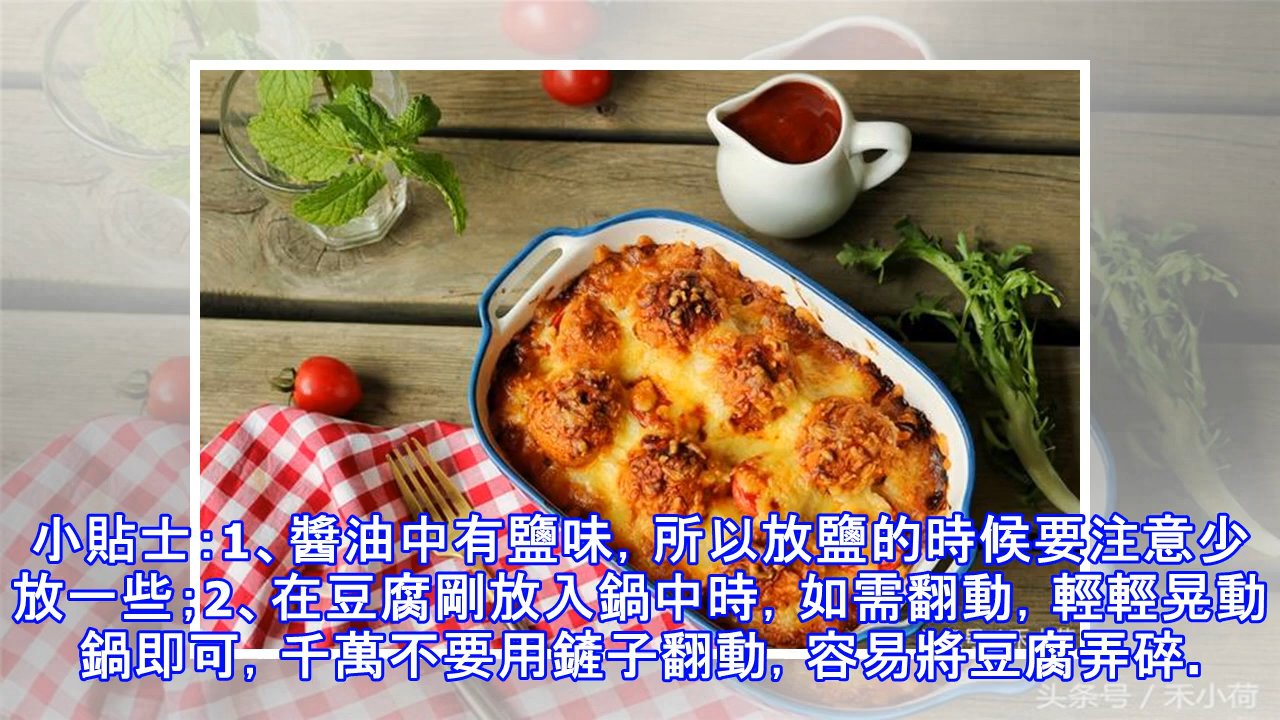 小貼士:1、醬油中有鹽味, 所以放鹽的時候要注意少
放一些;2、在豆腐剛放入鍋中時, 如需翻動, 輕輕晃動
鍋即可, 千萬不要用鏟子翻動, 容易將豆腐弄碎.
头条号 / 禾小荷